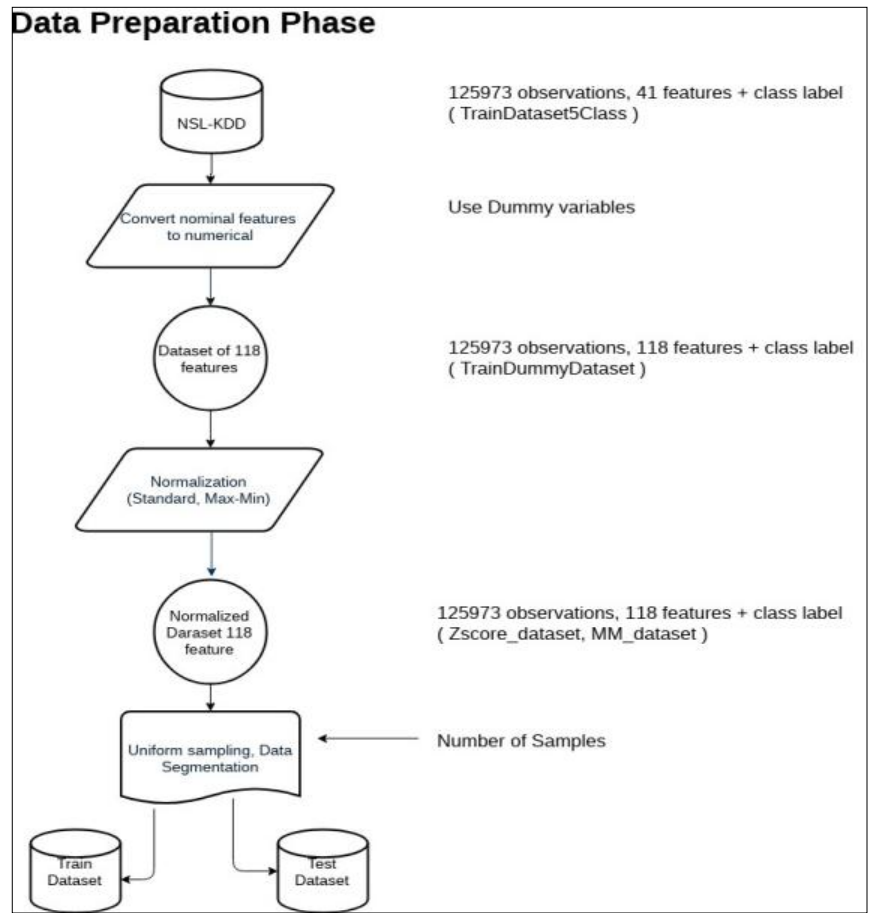 Data Preparation Phase
NSL-KDD
125973 observations, 41 features + class label
( TrainDataset5Class )
Convert nominal features
to numerical
Use Dummy variables
Dataset of 118
features
125973 observations, 118 features + class label
( TrainDummyDataset )
Normalization
(Standard, Max-Min)
Normalized
Daraset 118
feature
125973 observations, 118 features + class label
( Zscore_dataset, MM_dataset )
Uniform sampling, Data
Segmentation
Number of Samples
Train
Dataset
Test
Dataset